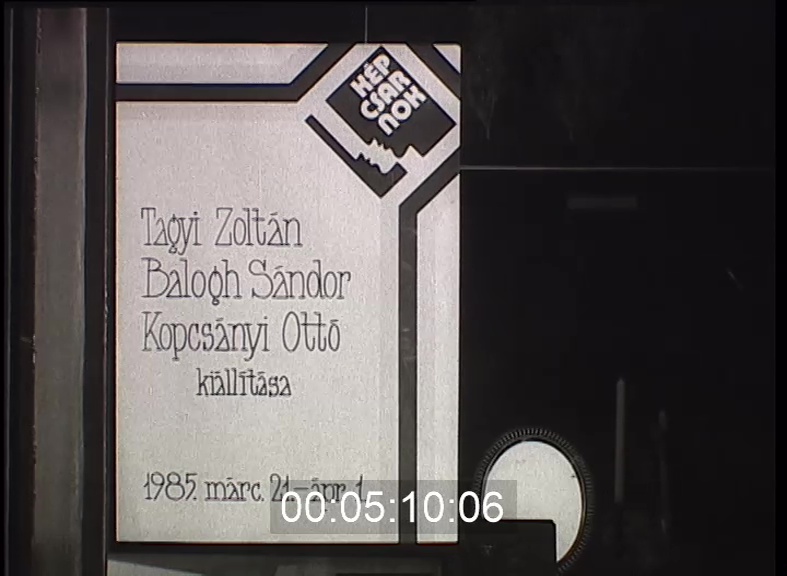 KÉP
CSAR
NOK
Tagyi Zoltán
Balogh Sándor
Kopcsányi Ottó
kiállítása
1985. márc. 21.–ápr. 1.
00:05:10:06